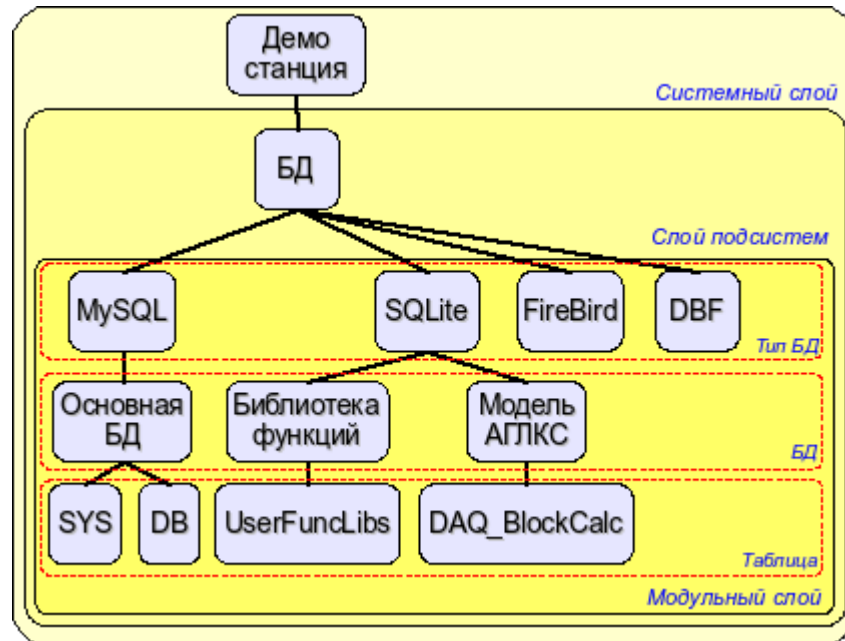 Демо
станция
Системный слой
БД
Слой подсистем
MySQL
SQLite
FireBird
DBF
Тип БД
Основная
БД
Библиотека
функций
Модель
АГЛКС
БД
SYS
DB
UserFuncLibs
DAQ_BlockCalc
Таблица
Модульный слой